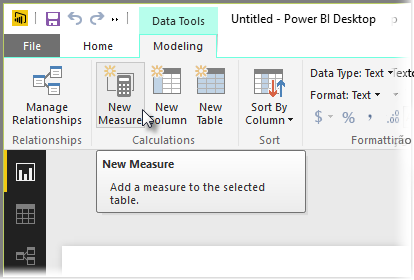 Data Tools
Untitled - Power BI Desktop
File
Home
Modeling
Manage
Relationships
New
Measure
New
Column
New
Table
Sort By
Column
Data Type: Text
Format: Text
$ %
Relationships
Calculations
Sort
New Measure
Add a measure to the selected
table.